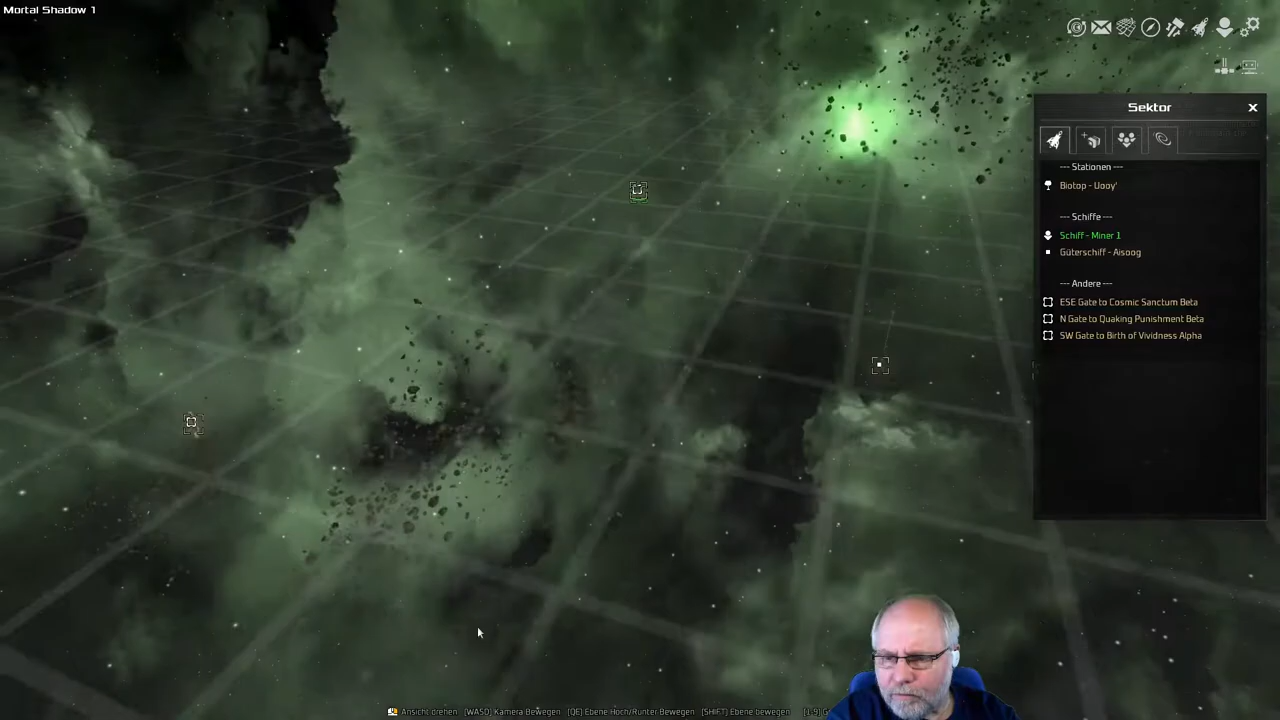 Mortal Shadow 1
Sektor
--- Stationen ---
Biotop - Uooy'
--- Schiffe ---
Schiff - Miner 1
Güterschiff - Aisoog
--- Andere ---
ESE Gate to Cosmic Sanctum Beta
N Gate to Quaking Punishment Beta
SW Gate to Birth of Vividness Alpha
Ansicht drehen [WASD] Kamera Bewegen [QE] Ebene Hoch/Runter Bewegen [SHIFT] Ebene bewegen [1-9] G